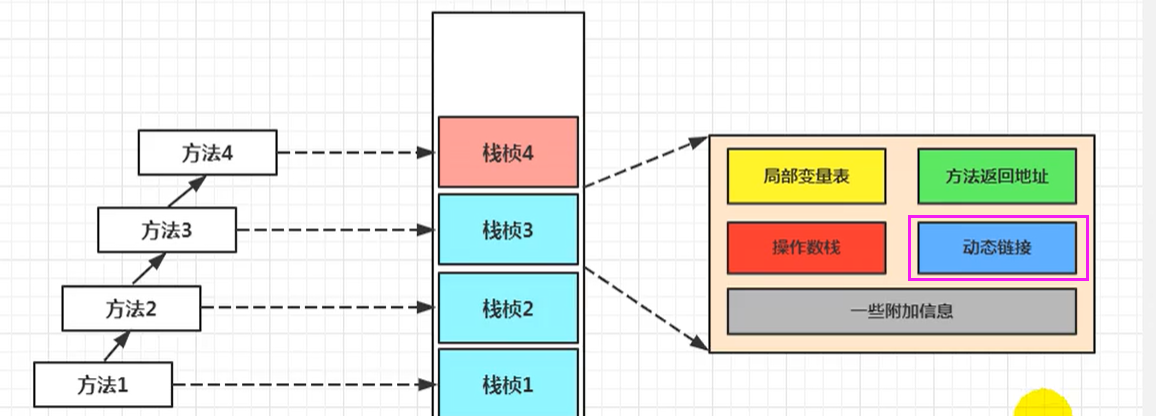 方法4
栈桢4
局部变量表
方法返回地址
方法3
栈桢3
操作数栈
动态链接
方法2
栈桢2
一些附加信息
方法1
栈桢1